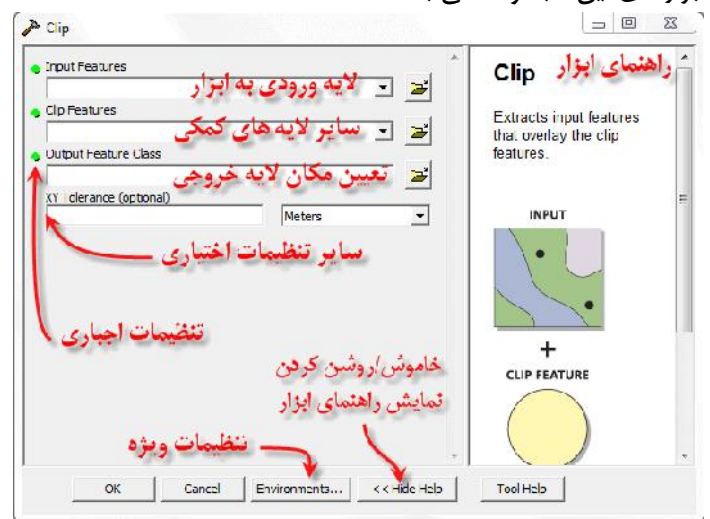 Clip
Input Features
لایه ورودی به ابزار
Clip Features
سایر لایه های کمکی
Output Feature Class
تعیین مکان لایه خروجی
XY Tolerance (optional)
Meters
سایر تنظیمات اختیاری
تنظیمات اجباری
خاموش/روشن کردن
نمایش راهنمای ابزار
تنظیمات ویژه
OK
Cancel
Environments...
<< Hide Help
Tool Help
راهنمای ابزار
Clip
Extracts input features
that overlay the clip
features.
INPUT
+
CLIP FEATURE